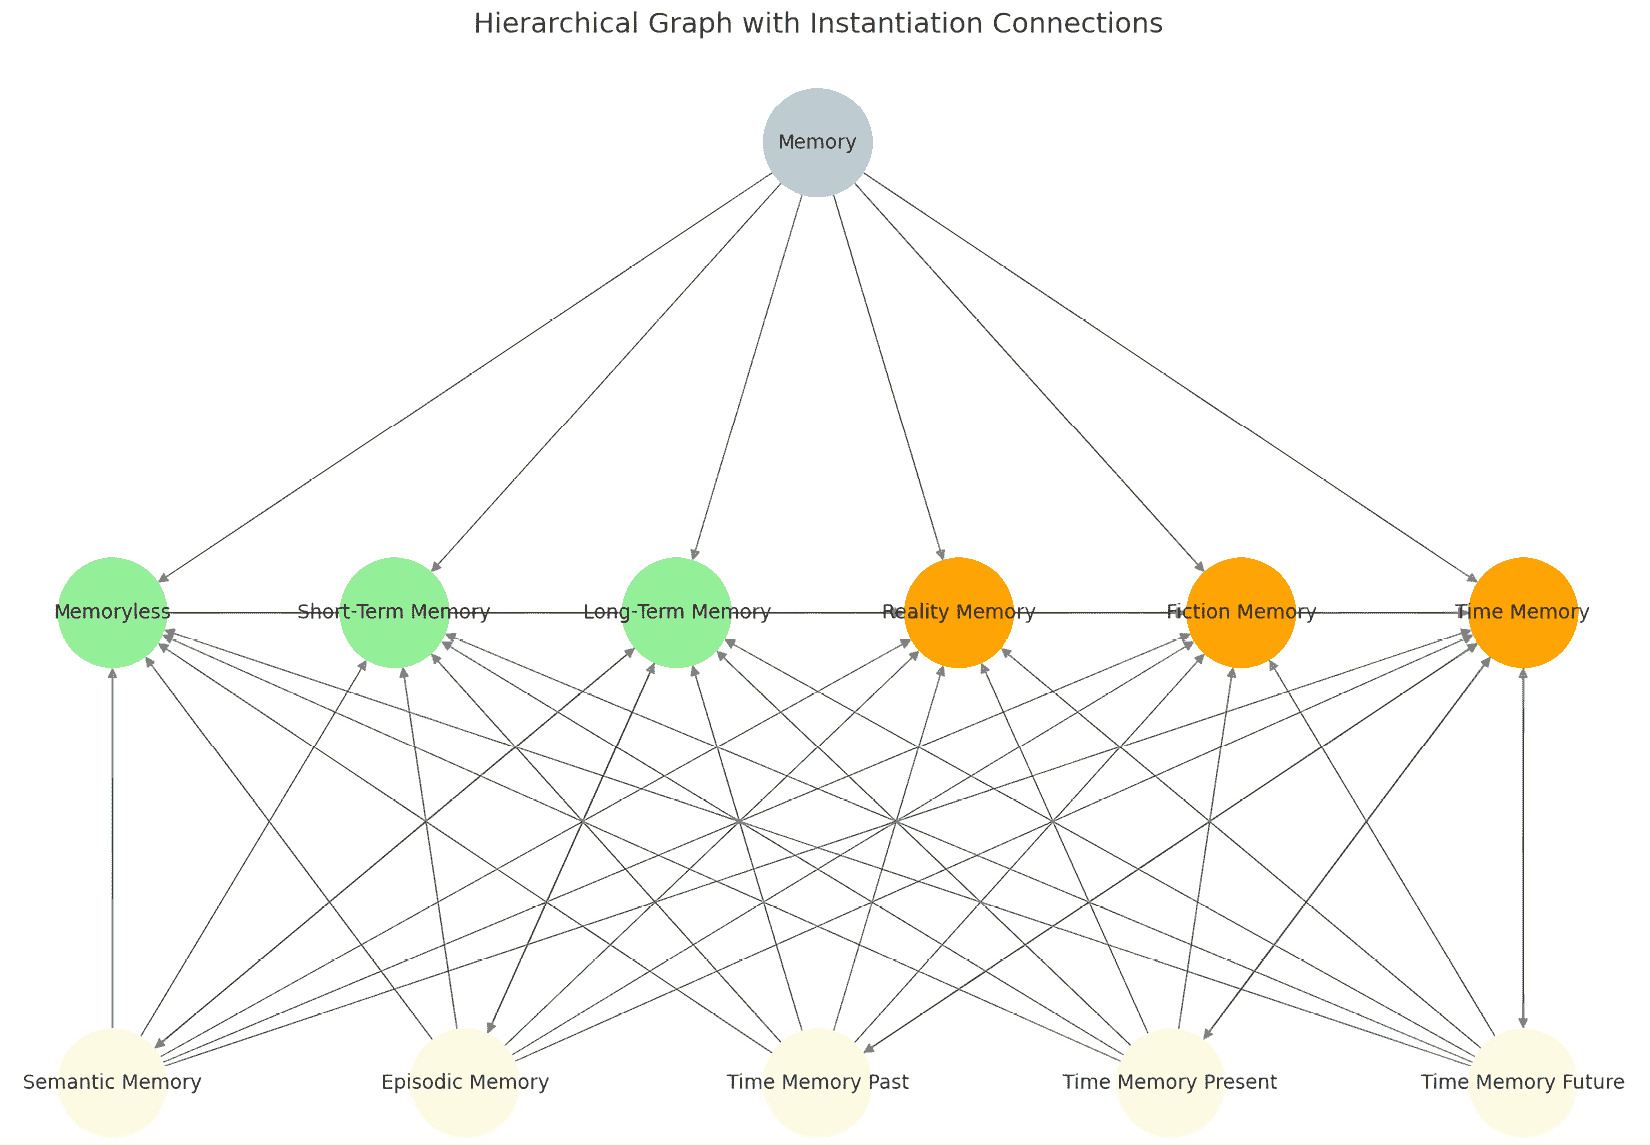 Hierarchical Graph with Instantiation Connections
Memory
Memoryless
Short-Term Memory
Long-Term Memory
Reality Memory
Fiction Memory
Time Memory
Semantic Memory
Episodic Memory
Time Memory Past
Time Memory Present
Time Memory Future